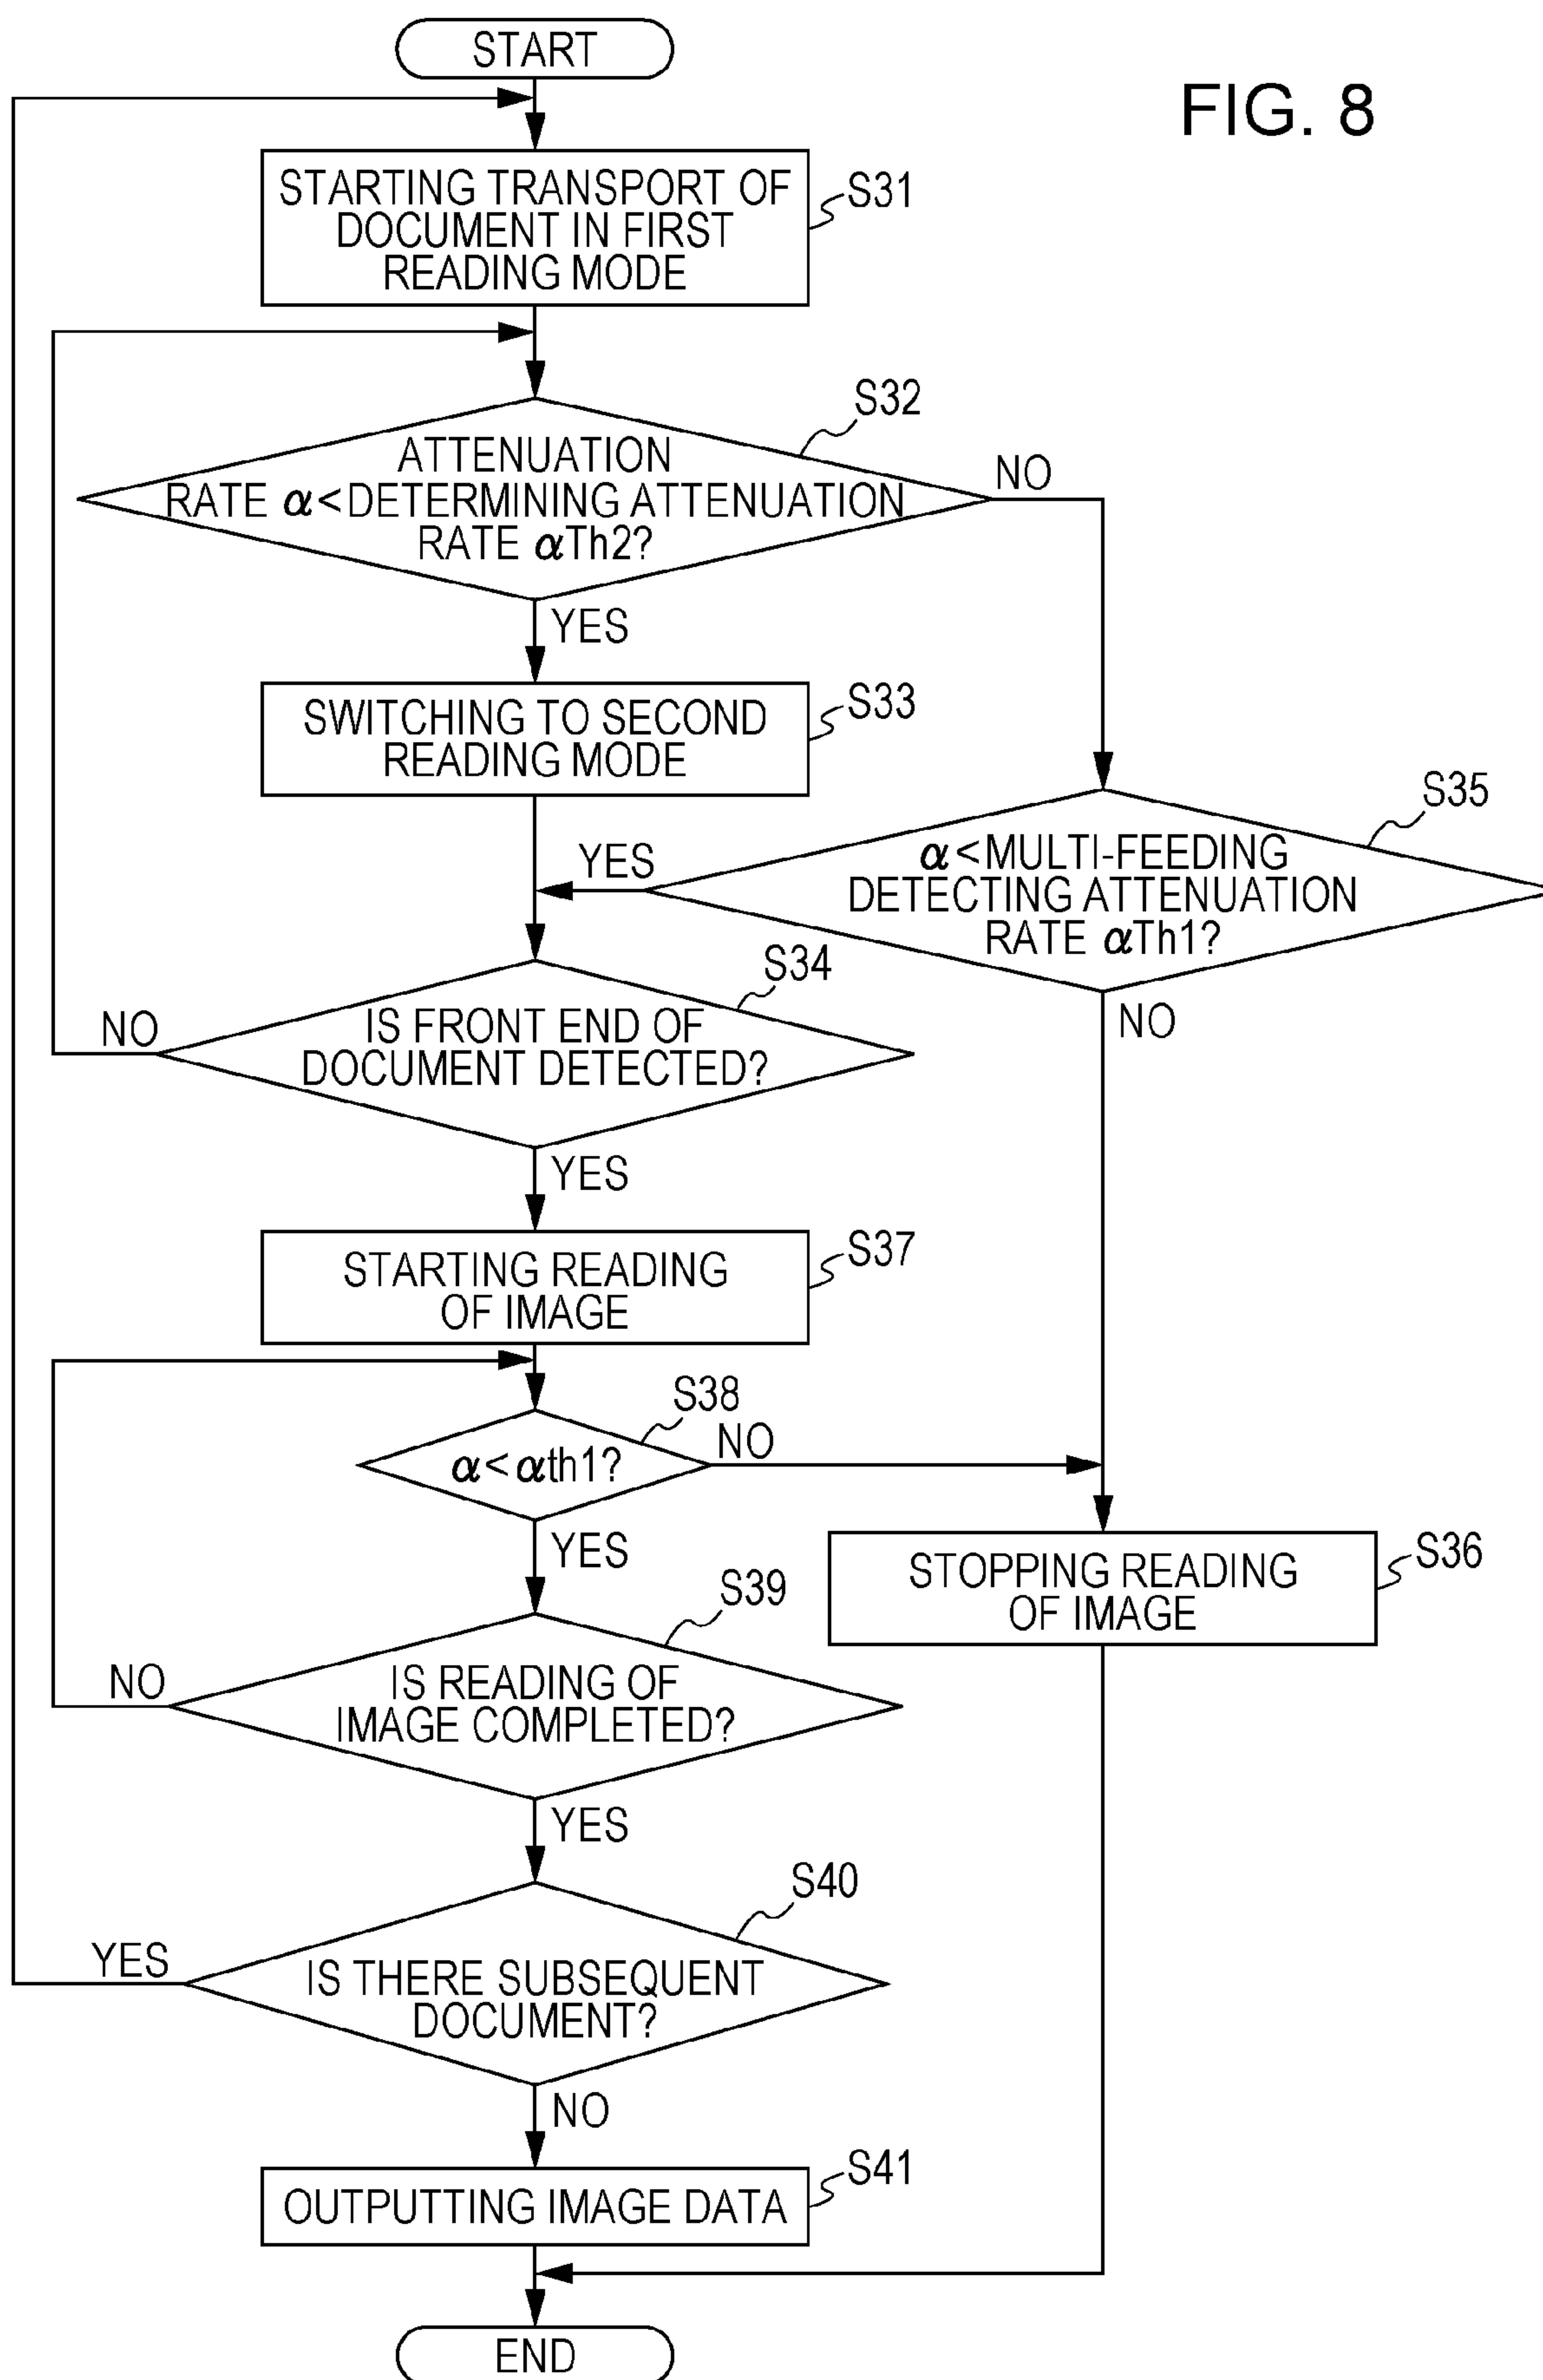 START
FIG. 8
STARTING TRANSPORT OF
DOCUMENT IN FIRST
READING MODE
S31
S32
ATTENUATION
RATE α<DETERMINING ATTENUATION
RATE αTh2?
NO
YES
SWITCHING TO SECOND
READING MODE
S33
S35
α<MULTI-FEEDING
DETECTING ATTENUATION
RATE αTh1?
YES
NO
S34
IS FRONT END OF
DOCUMENT DETECTED?
NO
YES
STARTING READING
OF IMAGE
S37
S38
α<αth1?
NO
YES
STOPPING READING
OF IMAGE
S36
S39
IS READING OF
IMAGE COMPLETED?
NO
YES
S40
IS THERE SUBSEQUENT
DOCUMENT?
YES
NO
OUTPUTTING IMAGE DATA
S41
END